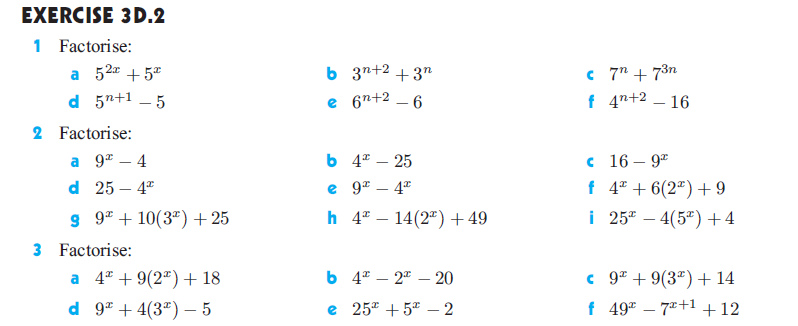 EXERCISE 3D.2
1 Factorise:
a 5^{2x} + 5^x b 3^{n+2} + 3^n c 7^n + 7^{3n}
d 5^{n+1} − 5 e 6^{n+2} − 6 f 4^{n+2} − 16
2 Factorise:
a 9^x − 4 b 4^x − 25 c 16 − 9^x
d 25 − 4^x e 9^x − 4^x f 4^x + 6(2^x) + 9
g 9^x + 10(3^x) + 25 h 4^x − 14(2^x) + 49 i 25^x − 4(5^x) + 4
3 Factorise:
a 4^x + 9(2^x) + 18 b 4^x − 2^x − 20 c 9^x + 9(3^x) + 14
d 9^x + 4(3^x) − 5 e 25^x + 5^x − 2 f 49^x − 7^{x+1} + 12